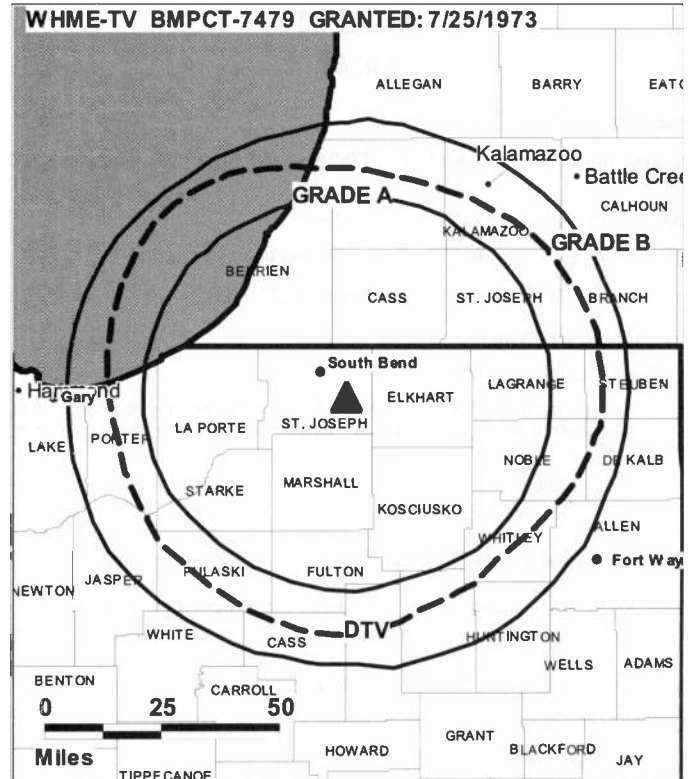 WHME-TV BMPCT-7479 GRANTED: 7/25/1973
ALLEGAN BARRY EATO
Kalamazoo
Battle Cree
CALHOUN
GRADE A
KALAMAZOO
GRADE B
BERRIEN
CASS ST. JOSEPH BRANCH
South Bend
Hammond
Gary
ELKHART LAGRANGE STEUBEN
LA PORTE ST. JOSEPH
LAKE PORTER
NOBLE DE KALB
STARKE MARSHALL
KOSCIUSKO
ALLEN
WHITLEY
Fort Way
NEWTON JASPER PULASKI FULTON
WHITE CASS DTV HUNTINGTON
WELLS ADAMS
BENTON
CARROLL
0 25 50
Miles
HOWARD GRANT BLACKFORD JAY
TIPPECANOE